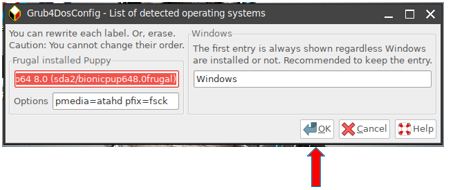 Grub4DosConfig - List of detected operating systems
You can rewrite each label. Or, erase.
Caution: You cannot change their order.
Frugal installed Puppy
p64 8.0 (sda2/bionicpup648.0frugal)
Options pmedia=atahd pfix=fsck
Windows
The first entry is always shown regardless Windows
are installed or not. Recommended to keep the entry.
Windows
OK Cancel Help